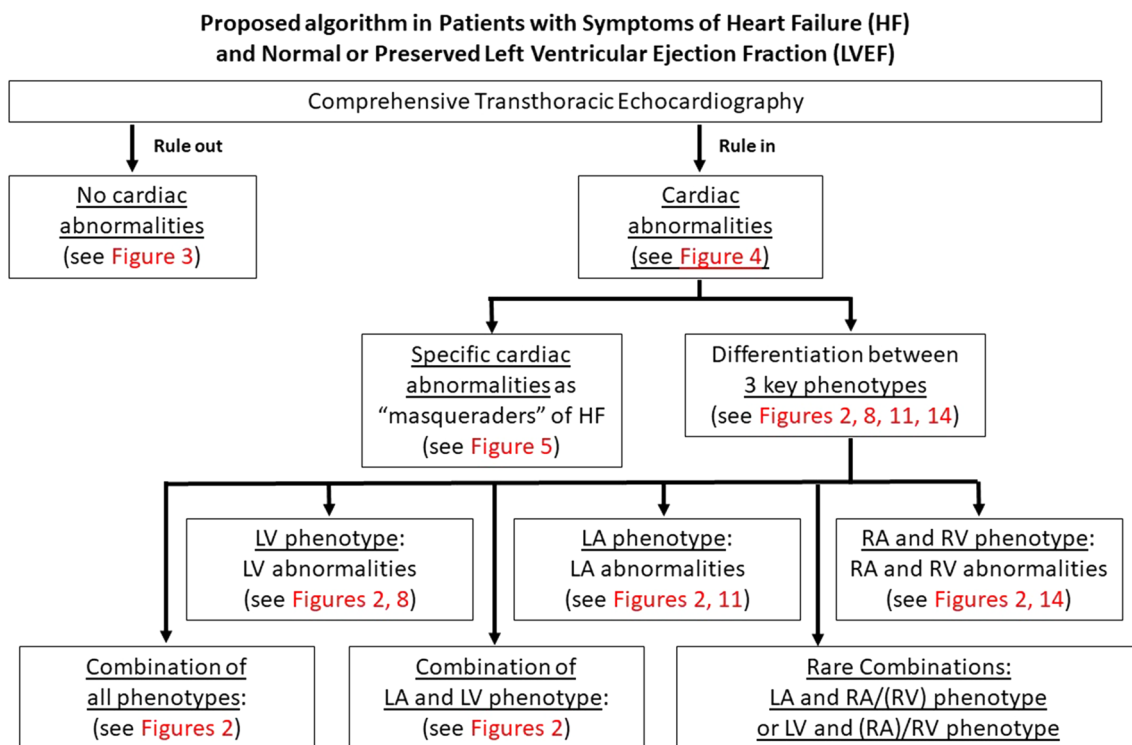 Proposed algorithm in Patients with Symptoms of Heart Failure (HF)
and Normal or Preserved Left Ventricular Ejection Fraction (LVEF)
Comprehensive Transthoracic Echocardiography
Rule out
Rule in
No cardiac
abnormalities
(see Figure 3)
Cardiac
abnormalities
(see Figure 4)
Specific cardiac
abnormalities as
“masqueraders” of HF
(see Figure 5)
Differentiation between
3 key phenotypes
(see Figures 2, 8, 11, 14)
LV phenotype:
LV abnormalities
(see Figures 2, 8)
LA phenotype:
LA abnormalities
(see Figures 2, 11)
RA and RV phenotype:
RA and RV abnormalities
(see Figures 2, 14)
Combination of
all phenotypes:
(see Figures 2)
Combination of
LA and LV phenotype:
(see Figures 2)
Rare Combinations:
LA and RA/(RV) phenotype
or LV and (RA)/RV phenotype